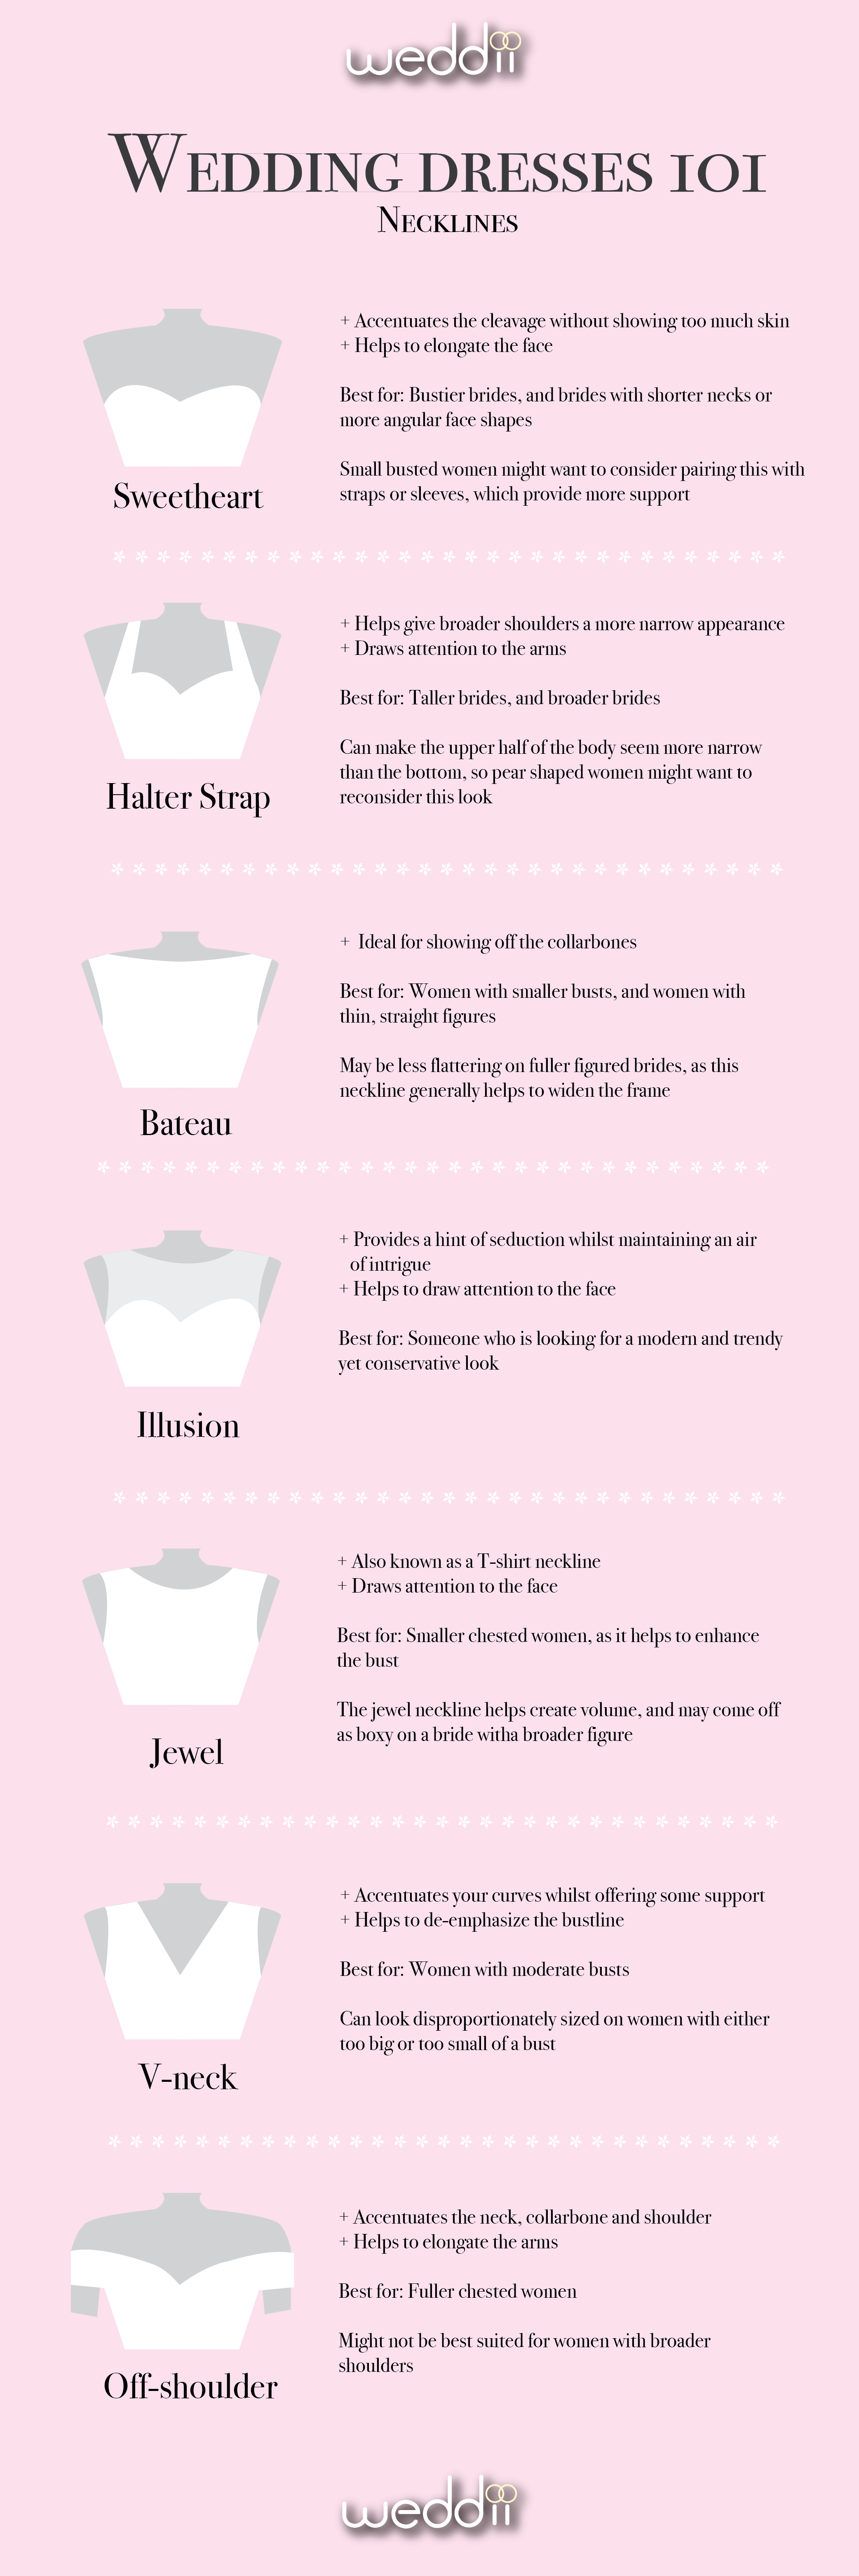 weddii
Wedding dresses 101
Necklines
+ Accentuates the cleavage without showing too much skin
+ Helps to elongate the face
Best for: Bustier brides, and brides with shorter necks or
more angular face shapes
Small busted women might want to consider pairing this with
straps or sleeves, which provide more support
Sweetheart
+ Helps give broader shoulders a more narrow appearance
+ Draws attention to the arms
Best for: Taller brides, and broader brides
Can make the upper half of the body seem more narrow
than the bottom, so pear shaped women might want to
reconsider this look
Halter Strap
+ Ideal for showing off the collarbones
Best for: Women with smaller busts, and women with
thin, straight figures
May be less flattering on fuller figured brides, as this
neckline generally helps to widen the frame
Bateau
+ Provides a hint of seduction whilst maintaining an air
of intrigue
+ Helps to draw attention to the face
Best for: Someone who is looking for a modern and trendy
yet conservative look
Illusion
+ Also known as a T-shirt neckline
+ Draws attention to the face
Best for: Smaller chested women, as it helps to enhance
the bust
The jewel neckline helps create volume, and may come off
as boxy on a bride witha broader figure
Jewel
+ Accentuates your curves whilst offering some support
+ Helps to de-emphasize the bustline
Best for: Women with moderate busts
Can look disproportionately sized on women with either
too big or too small of a bust
V-neck
+ Accentuates the neck, collarbone and shoulder
+ Helps to elongate the arms
Best for: Fuller chested women
Might not be best suited for women with broader
shoulders
Off-shoulder
weddii